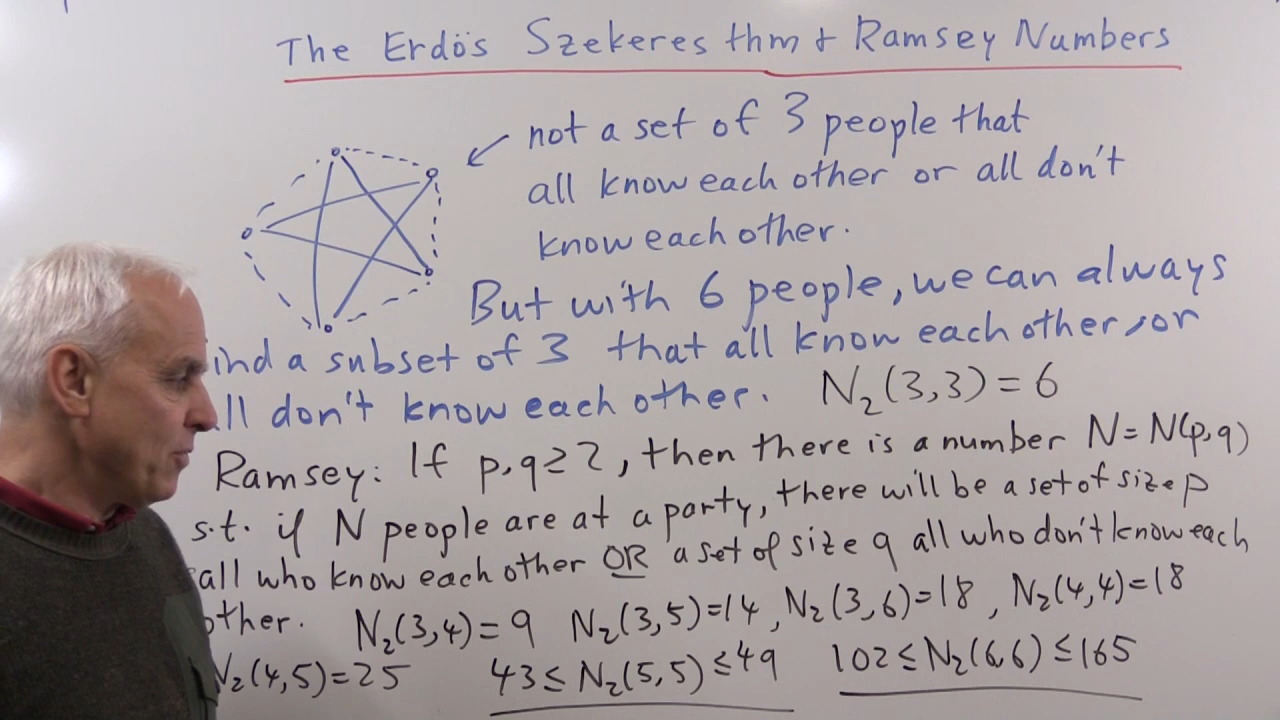 The Erdös Szekeres thm + Ramsey Numbers
not a set of 3 people that
all know each other or all don't
know each other.
But with 6 people, we can always
ind a subset of 3 that all know each other, or
ll don't know each other. N₂(3,3) = 6
Ramsey: If p,q≥2, then there is a number N=N(p,q)
s.t. if N people are at a party, there will be a set of size p
all who know each other OR a set of size q all who don't know each
other. N₂(3,4)=9 N₂(3,5)=14, N₂(3,6)=18, N₂(4,4)=18
N₂(4,5)=25 43≤N₂(5,5)≤49 102≤N₂(6,6)≤165